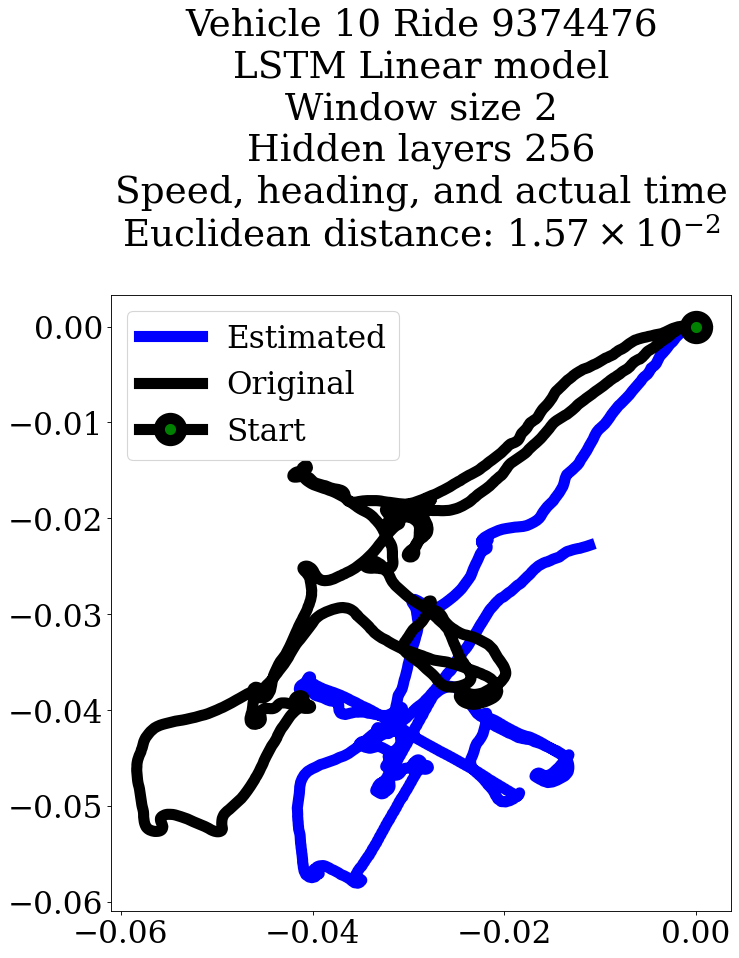 Vehicle 10 Ride 9374476
LSTM Linear model
Window size 2
Hidden layers 256
Speed, heading, and actual time
Euclidean distance: 1.57 × 10⁻²
Estimated
Original
Start
0.00
−0.01
−0.02
−0.03
−0.04
−0.05
−0.06
−0.06
−0.04
−0.02
0.00